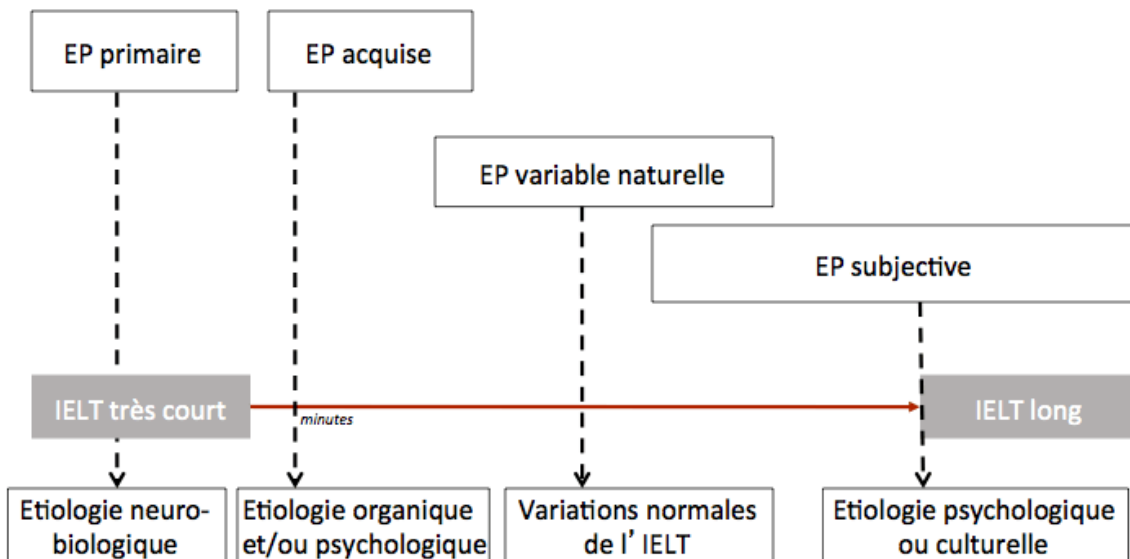 EP primaire
EP acquise
EP variable naturelle
EP subjective
IELT très court
minutes
IELT long
Etiologie neuro-
biologique
Etiologie organique
et/ou psychologique
Variations normales
de l’ IELT
Etiologie psychologique
ou culturelle